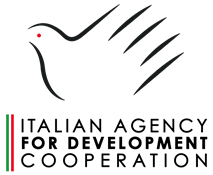 ITALIAN AGENCY
FOR DEVELOPMENT
COOPERATION